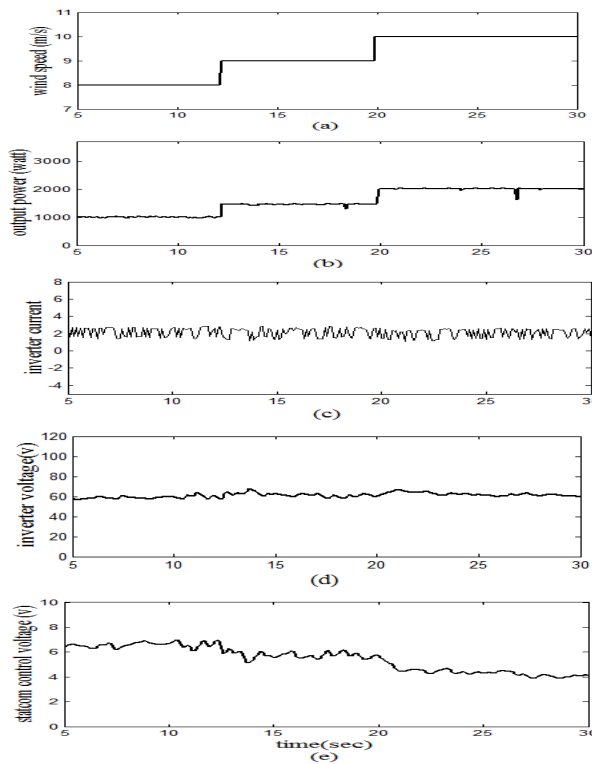 11
10
9
8
7
wind speed (m/s)
5 10 15 20 25 30
(a)
3000
2000
1000
0
output power (watt)
5 10 15 20 25 30
(b)
8
6
4
2
0
-2
-4
inverter current
5 10 15 20 25 30
(c)
120
100
80
60
40
20
0
inverter voltage(v)
5 10 15 20 25 30
(d)
10
8
6
4
2
0
statcom control voltage (v)
5 10 15 20 25 30
time(sec)
(e)